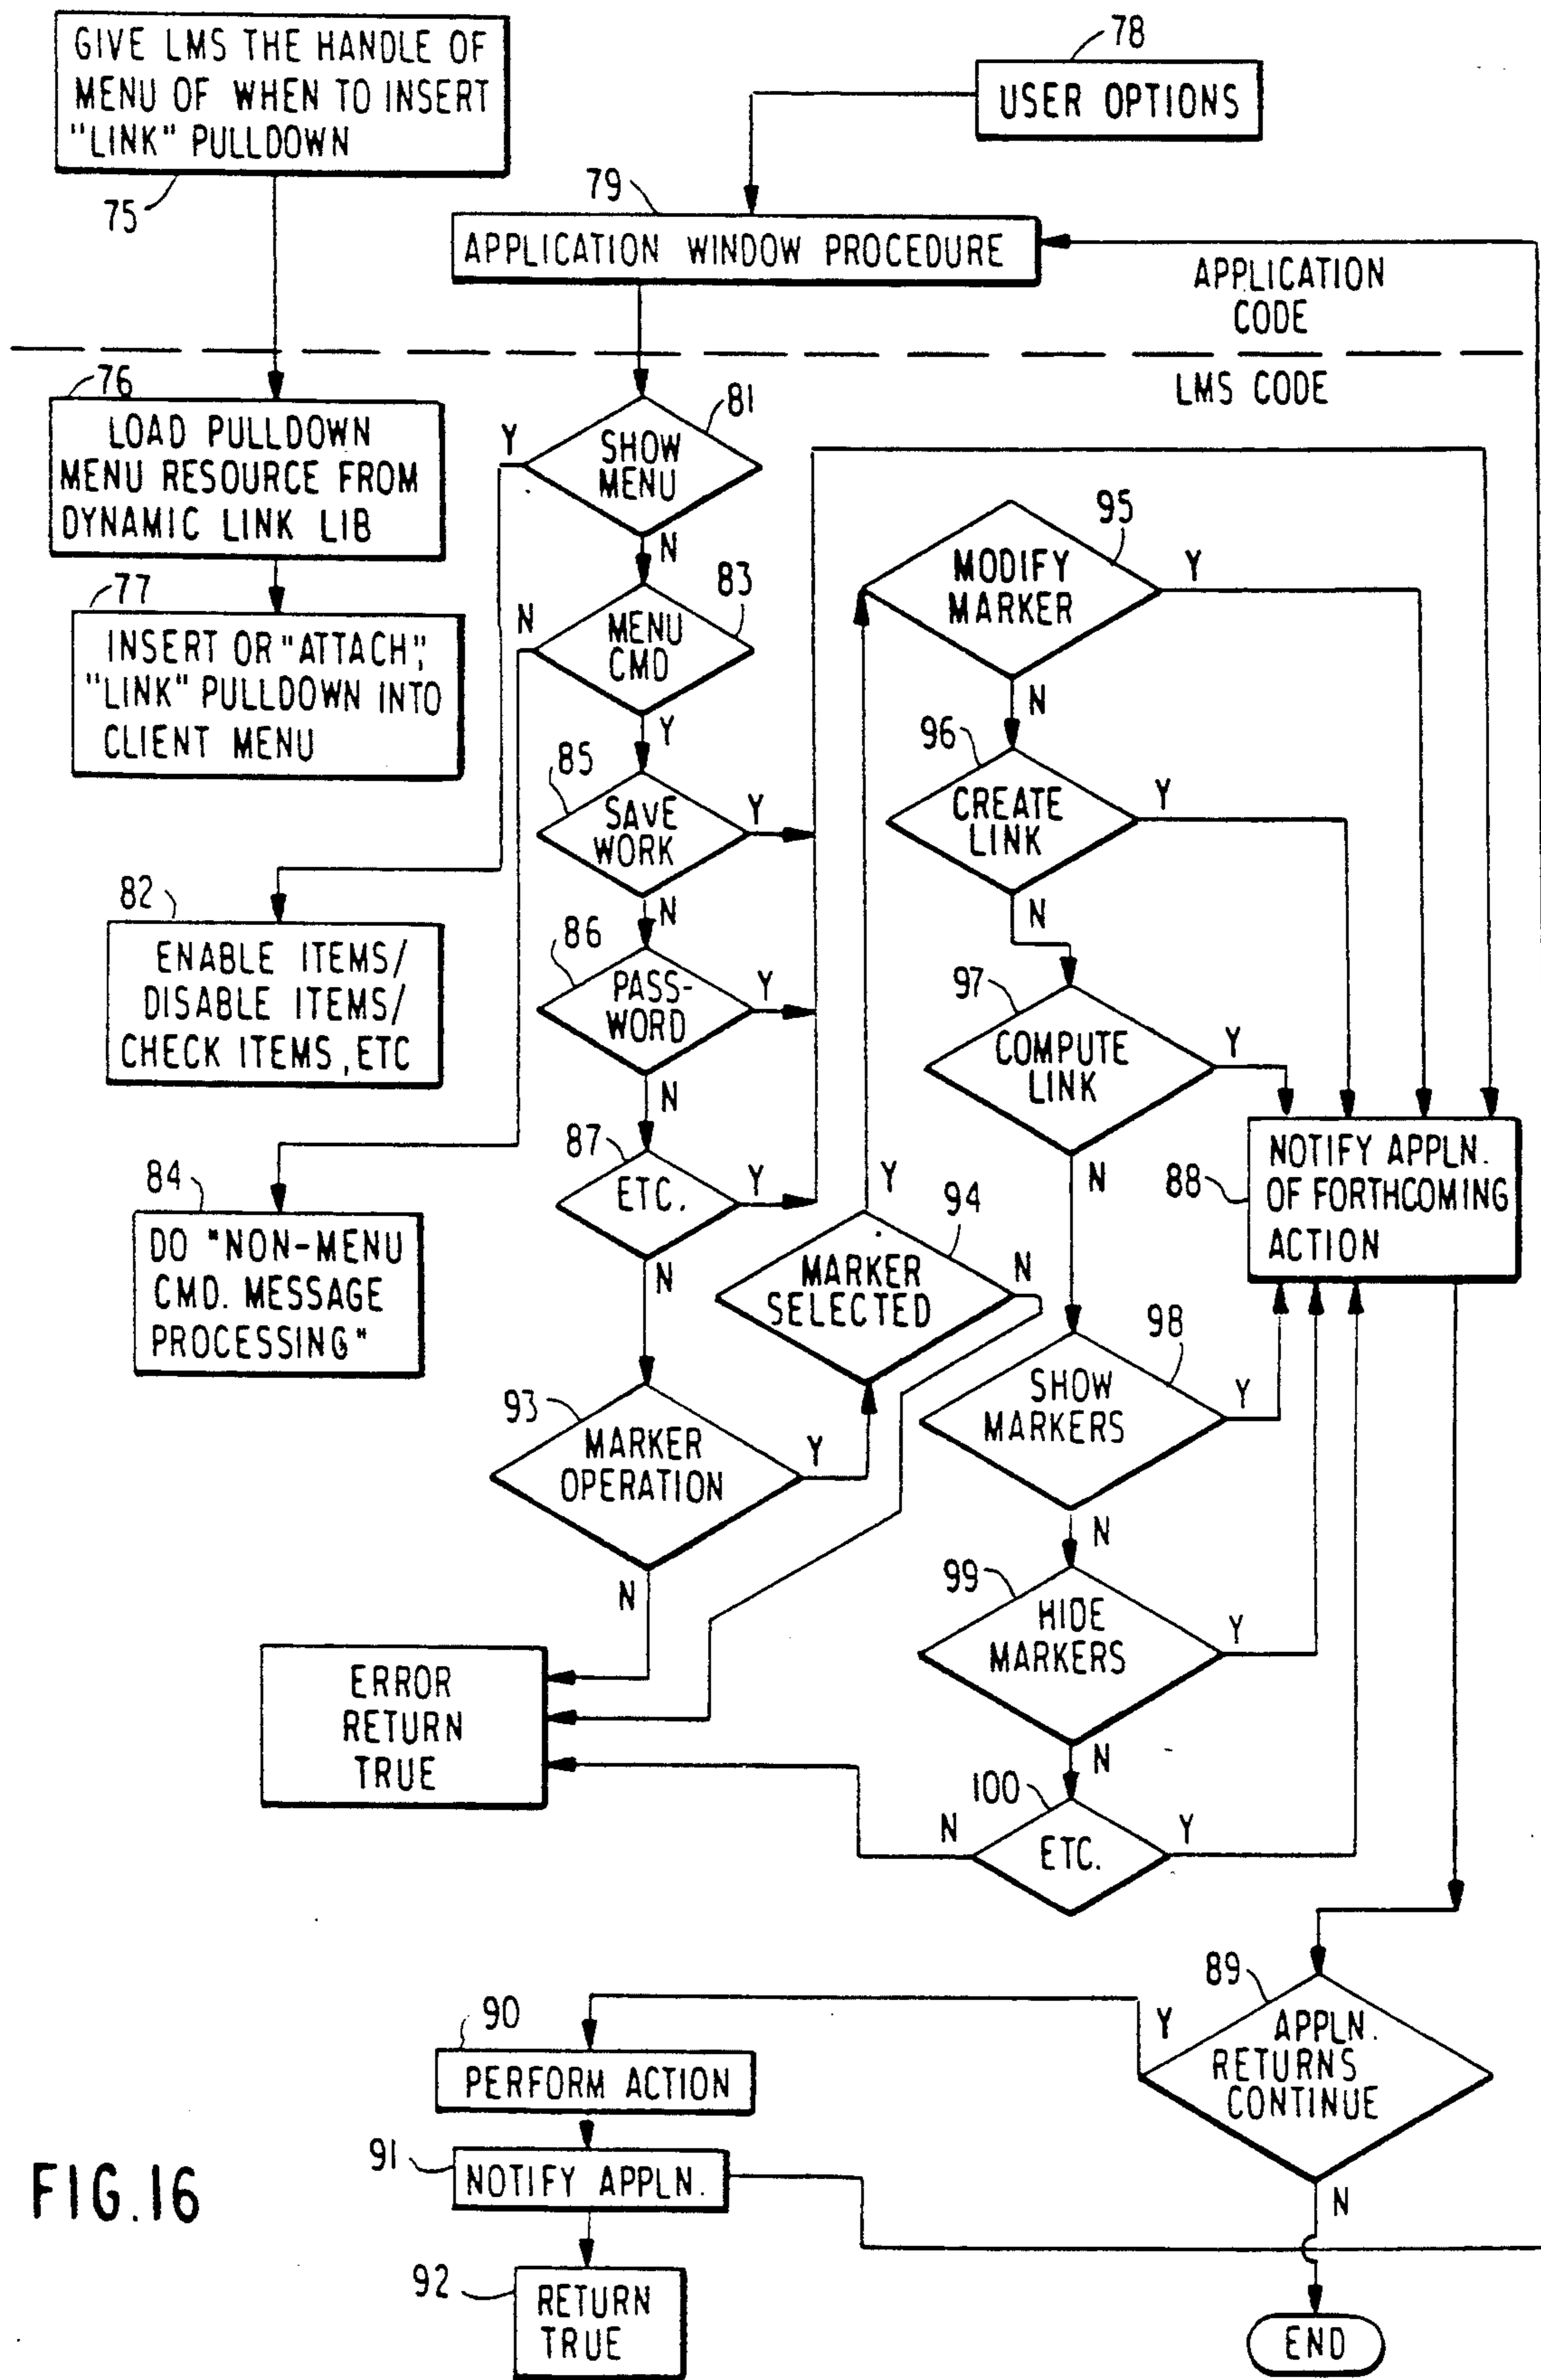 GIVE LMS THE HANDLE OF
MENU OF WHEN TO INSERT
"LINK" PULLDOWN
75
78
USER OPTIONS
79
APPLICATION WINDOW PROCEDURE
APPLICATION
CODE
LMS CODE
76
LOAD PULLDOWN
MENU RESOURCE FROM
DYNAMIC LINK LIB
77
INSERT OR "ATTACH",
"LINK" PULLDOWN INTO
CLIENT MENU
81
Y
SHOW
MENU
N
83
N
MENU
CMD
Y
85
SAVE
WORK
Y
N
86
PASS-
WORD
Y
N
87
ETC.
Y
N
82
ENABLE ITEMS/
DISABLE ITEMS/
CHECK ITEMS, ETC
84
DO "NON-MENU
CMD. MESSAGE
PROCESSING"
93
MARKER
OPERATION
Y
N
94
Y
MARKER
SELECTED
N
95
MODIFY
MARKER
Y
N
96
CREATE
LINK
Y
N
97
COMPUTE
LINK
Y
N
88
NOTIFY APPLN.
OF FORTHCOMING
ACTION
98
SHOW
MARKERS
Y
N
99
HIDE
MARKERS
Y
N
100
N
ETC.
Y
ERROR
RETURN
TRUE
89
Y
APPLN.
RETURNS
CONTINUE
N
90
PERFORM ACTION
91
NOTIFY APPLN.
92
RETURN
TRUE
END
FIG.16